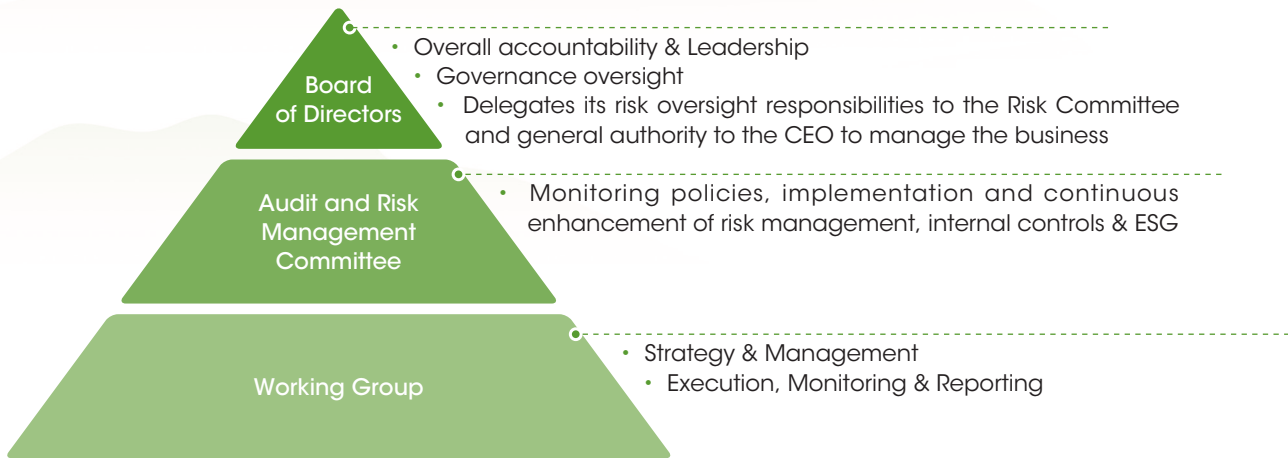 Board
of Directors
• Overall accountability & Leadership
• Governance oversight
• Delegates its risk oversight responsibilities to the Risk Committee
and general authority to the CEO to manage the business
Audit and Risk
Management
Committee
• Monitoring policies, implementation and continuous
enhancement of risk management, internal controls & ESG
Working Group
• Strategy & Management
• Execution, Monitoring & Reporting